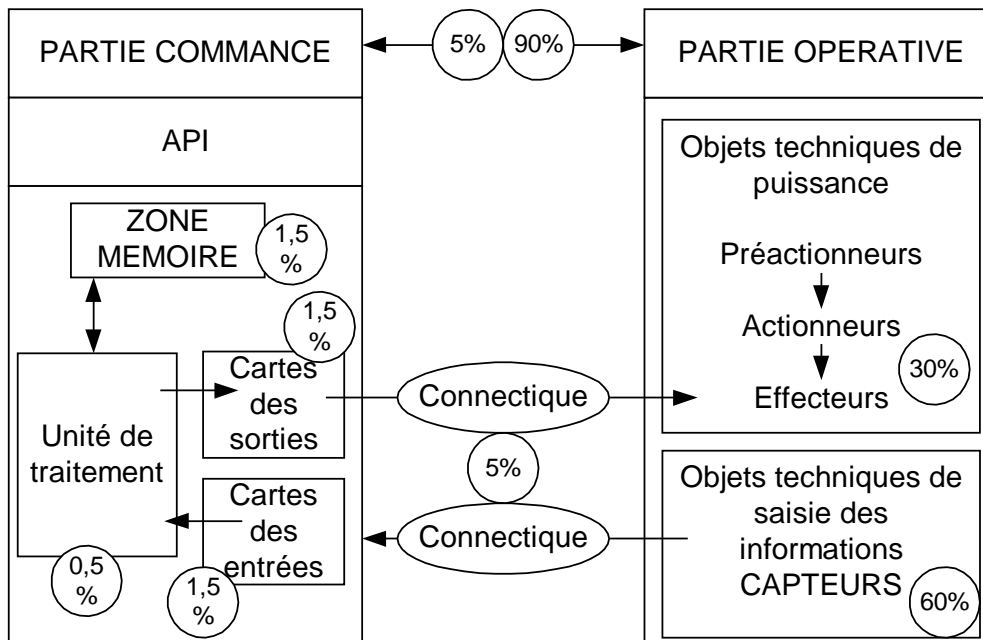 PARTIE COMMANCE
5%
90%
PARTIE OPERATIVE
API
ZONE
MEMOIRE
1,5
%
1,5
%
Unité de
traitement
0,5
%
Cartes
des
sorties
Cartes
des
entrées
1,5
%
Connectique
5%
Connectique
Objets techniques de
puissance
Préactionneurs
Actionneurs
Effecteurs
30%
Objets techniques de
saisie des
informations
CAPTEURS
60%